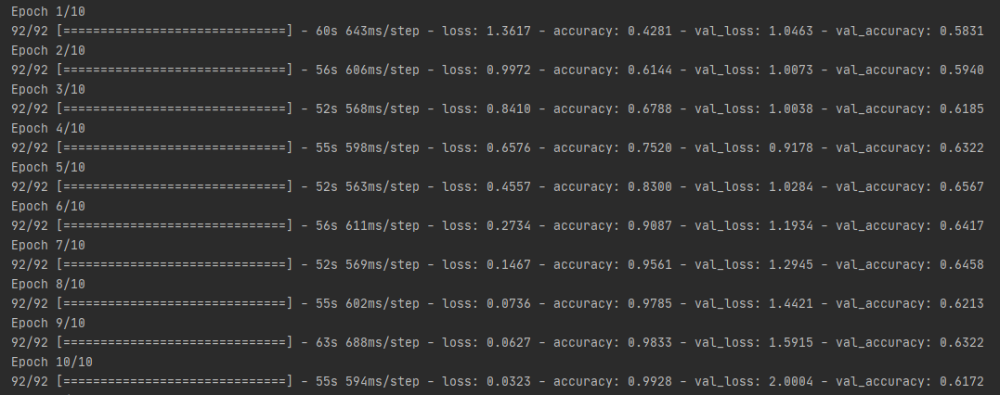 Epoch 1/10
92/92 [==============================] - 60s 643ms/step - loss: 1.3617 - accuracy: 0.4281 - val_loss: 1.0463 - val_accuracy: 0.5831
Epoch 2/10
92/92 [==============================] - 56s 606ms/step - loss: 0.9972 - accuracy: 0.6144 - val_loss: 1.0073 - val_accuracy: 0.5940
Epoch 3/10
92/92 [==============================] - 52s 568ms/step - loss: 0.8410 - accuracy: 0.6788 - val_loss: 1.0038 - val_accuracy: 0.6185
Epoch 4/10
92/92 [==============================] - 55s 598ms/step - loss: 0.6576 - accuracy: 0.7520 - val_loss: 0.9178 - val_accuracy: 0.6322
Epoch 5/10
92/92 [==============================] - 52s 563ms/step - loss: 0.4557 - accuracy: 0.8300 - val_loss: 1.0284 - val_accuracy: 0.6567
Epoch 6/10
92/92 [==============================] - 56s 611ms/step - loss: 0.2734 - accuracy: 0.9087 - val_loss: 1.1934 - val_accuracy: 0.6417
Epoch 7/10
92/92 [==============================] - 52s 569ms/step - loss: 0.1467 - accuracy: 0.9561 - val_loss: 1.2945 - val_accuracy: 0.6458
Epoch 8/10
92/92 [==============================] - 55s 602ms/step - loss: 0.0736 - accuracy: 0.9785 - val_loss: 1.4421 - val_accuracy: 0.6213
Epoch 9/10
92/92 [==============================] - 63s 688ms/step - loss: 0.0627 - accuracy: 0.9833 - val_loss: 1.5915 - val_accuracy: 0.6322
Epoch 10/10
92/92 [==============================] - 55s 594ms/step - loss: 0.0323 - accuracy: 0.9928 - val_loss: 2.0004 - val_accuracy: 0.6172